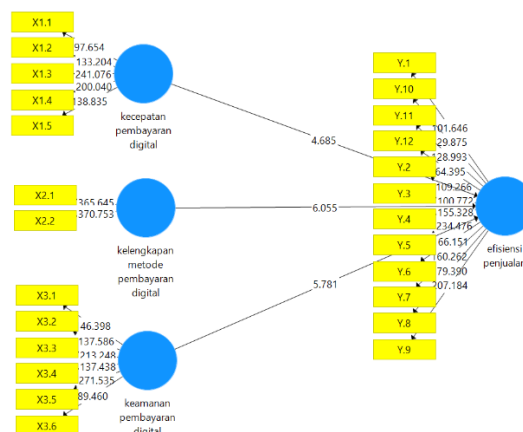 X1.1
X1.2
X1.3
X1.4
X1.5
97.654
133.204
241.076
200.040
138.835
kecepatan
pembayaran
digital
4.685
X2.1
X2.2
365.645
370.753
kelengkapan
metode
pembayaran
digital
6.055
X3.1
X3.2
X3.3
X3.4
X3.5
X3.6
46.398
137.586
213.248
137.438
271.535
89.460
keamanan
pembayaran
digital
5.781
Y.1
Y.10
Y.11
Y.12
Y.2
Y.3
Y.4
Y.5
Y.6
Y.7
Y.8
Y.9
101.646
29.875
128.993
64.395
109.266
100.772
155.328
234.476
66.151
60.262
79.390
207.184
efisiensi
penjualan